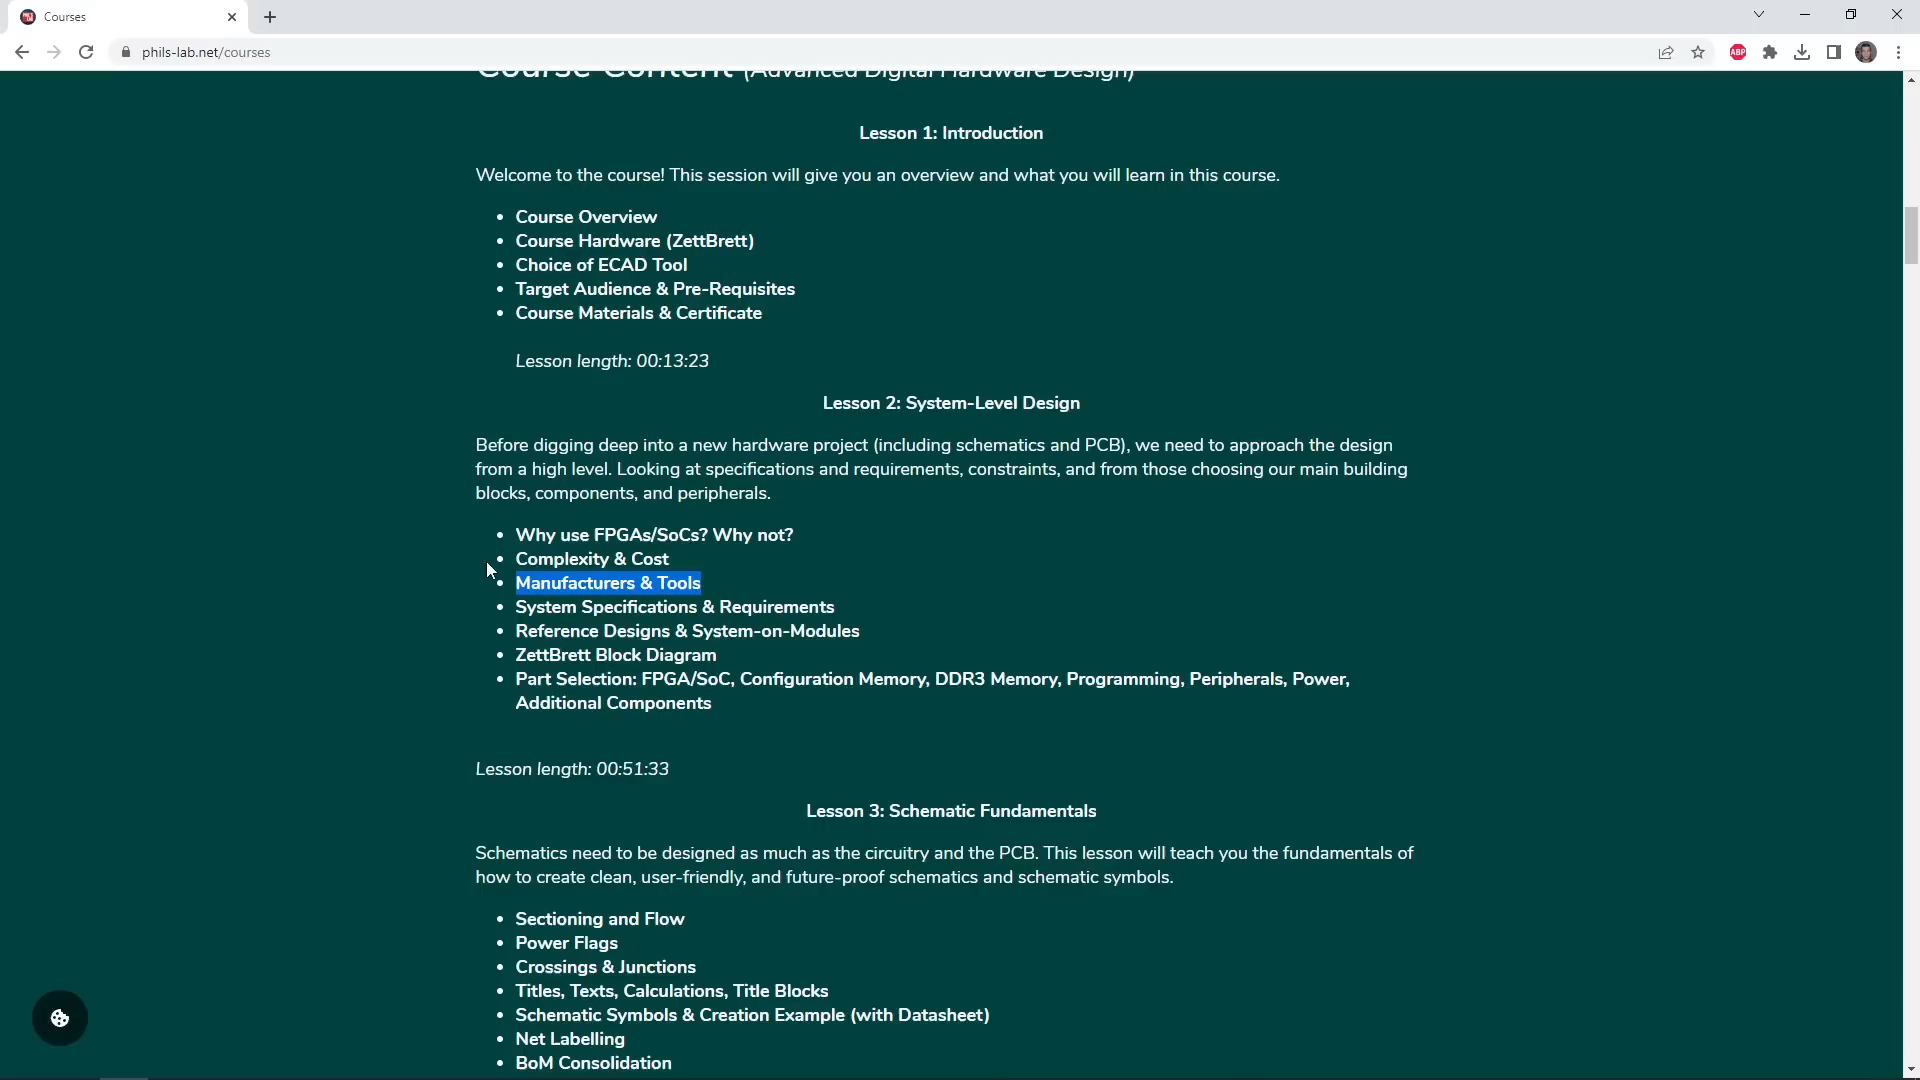 Courses
phils-lab.net/courses
ABP
Course Content (Advanced Digital Hardware Design)
Lesson 1: Introduction
Welcome to the course! This session will give you an overview and what you will learn in this course.
• Course Overview
• Course Hardware (ZettBrett)
• Choice of ECAD Tool
• Target Audience & Pre-Requisites
• Course Materials & Certificate
Lesson length: 00:13:23
Lesson 2: System-Level Design
Before digging deep into a new hardware project (including schematics and PCB), we need to approach the design
from a high level. Looking at specifications and requirements, constraints, and from those choosing our main building
blocks, components, and peripherals.
• Why use FPGAs/SoCs? Why not?
• Complexity & Cost
• Manufacturers & Tools
• System Specifications & Requirements
• Reference Designs & System-on-Modules
• ZettBrett Block Diagram
• Part Selection: FPGA/SoC, Configuration Memory, DDR3 Memory, Programming, Peripherals, Power,
Additional Components
Lesson length: 00:51:33
Lesson 3: Schematic Fundamentals
Schematics need to be designed as much as the circuitry and the PCB. This lesson will teach you the fundamentals of
how to create clean, user-friendly, and future-proof schematics and schematic symbols.
• Sectioning and Flow
• Power Flags
• Crossings & Junctions
• Titles, Texts, Calculations, Title Blocks
• Schematic Symbols & Creation Example (with Datasheet)
• Net Labelling
• BoM Consolidation